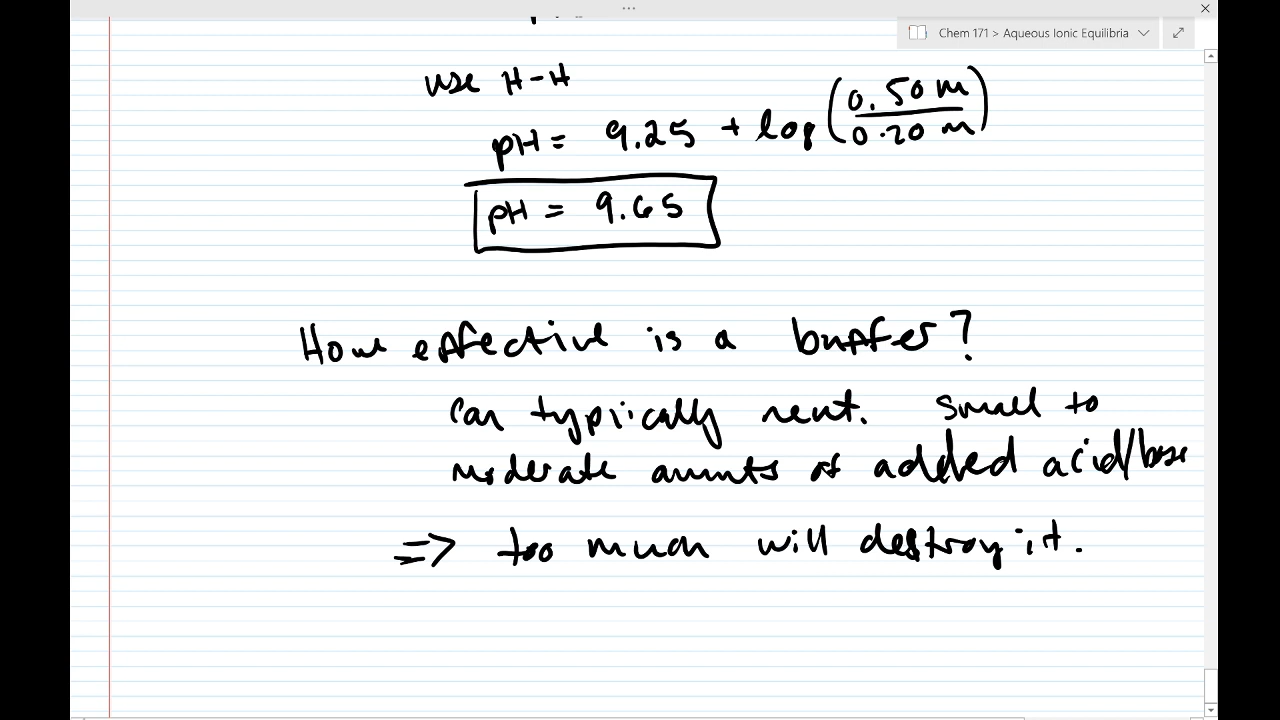 Chem 171 > Aqueous Ionic Equilibria
use H-H
pH = 9.25 + log (0.50 M / 0.20 M)
pH = 9.65
How effective is a buffer?
can typically neut. small to
moderate amnts of added acid/base
=> too much will destroy it.